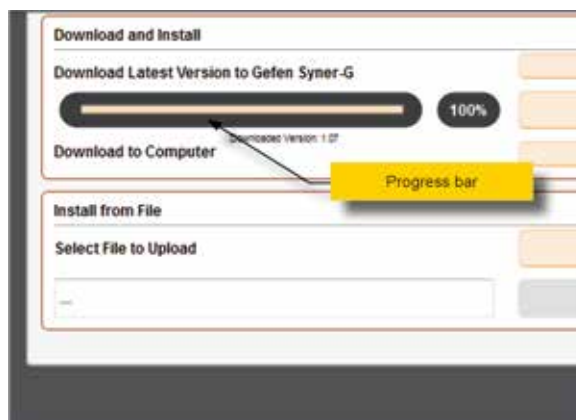 Download and Install
Download Latest Version to Gefen Syner-G
100%
Downloaded Version: 1.07
Download to Computer
Progress bar
Install from File
Select File to Upload
---